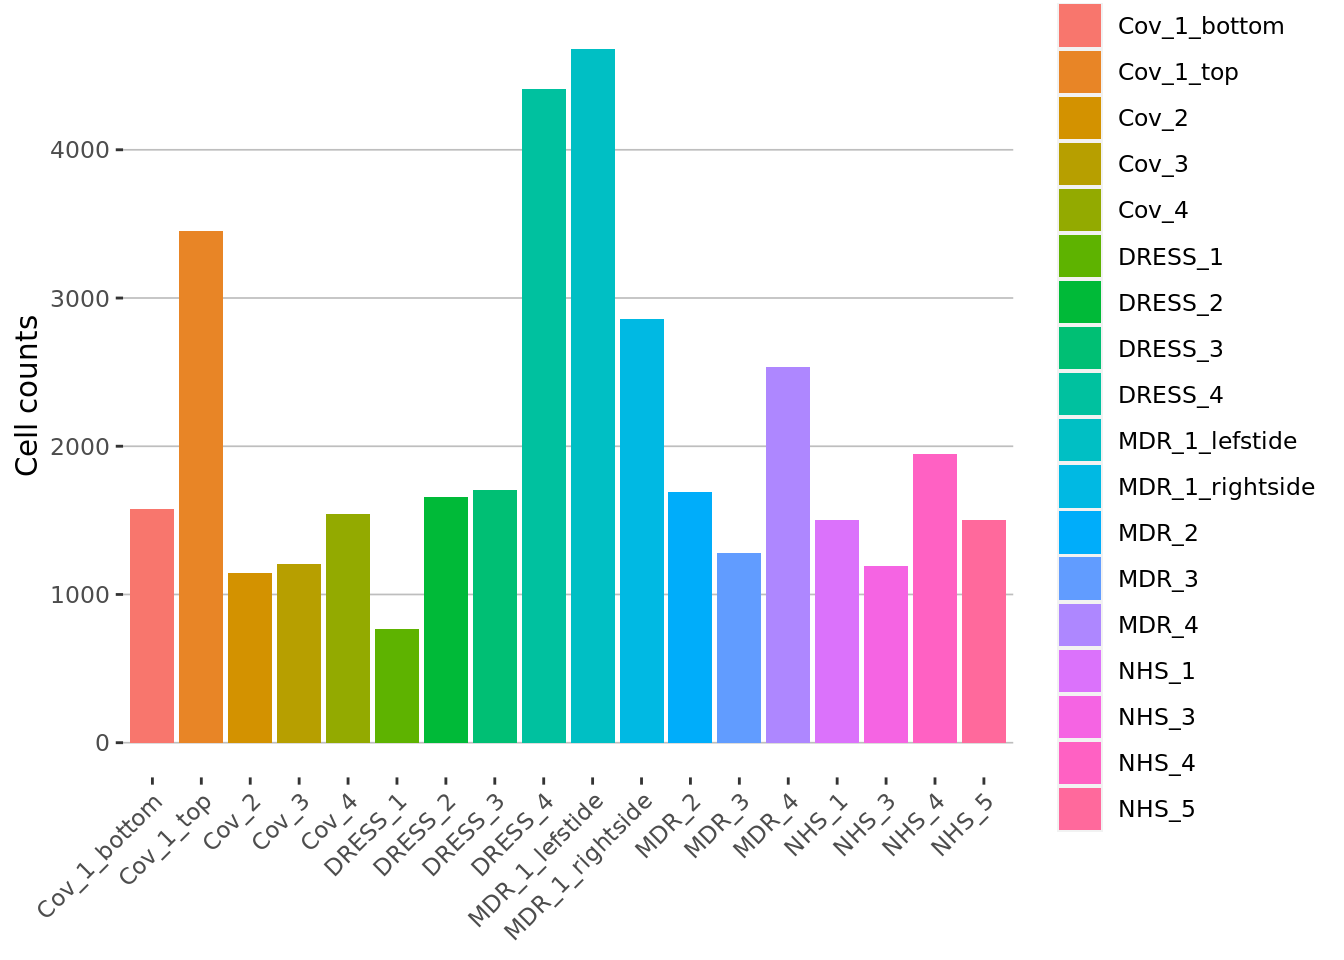 Cell counts
4000
3000
2000
1000
0
Cov_1_bottom
Cov_1_top
Cov_2
Cov_3
Cov_4
DRESS_1
DRESS_2
DRESS_3
DRESS_4
MDR_1_lefstide
MDR_1_rightside
MDR_2
MDR_3
MDR_4
NHS_1
NHS_3
NHS_4
NHS_5
Cov_1_bottom
Cov_1_top
Cov_2
Cov_3
Cov_4
DRESS_1
DRESS_2
DRESS_3
DRESS_4
MDR_1_lefstide
MDR_1_rightside
MDR_2
MDR_3
MDR_4
NHS_1
NHS_3
NHS_4
NHS_5